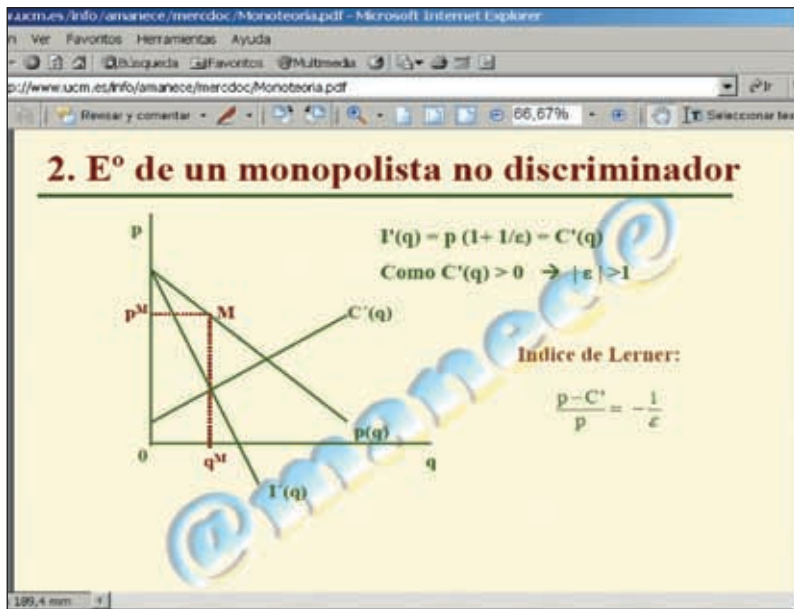 .ucm.es/info/amanece/mercdoc/Monoteoria.pdf - Microsoft Internet Explorer
Ver Favoritos Herramientas Ayuda
Búsqueda Favoritos Multimedia
p://www.ucm.es/info/amanece/mercdoc/Monoteoria.pdf Ir
Revisar y comentar 66,67% Seleccionar tex
2. Eº de un monopolista no discriminador
p
I'(q) = p (1+ 1/ε) = C'(q)
Como C'(q) > 0 → | ε | >1
pᴹ M C´(q)
Indice de Lerner:
p – C' / p = - 1 / ε
p(q)
0 qᴹ q
I´(q)
@manece@
199,4 mm